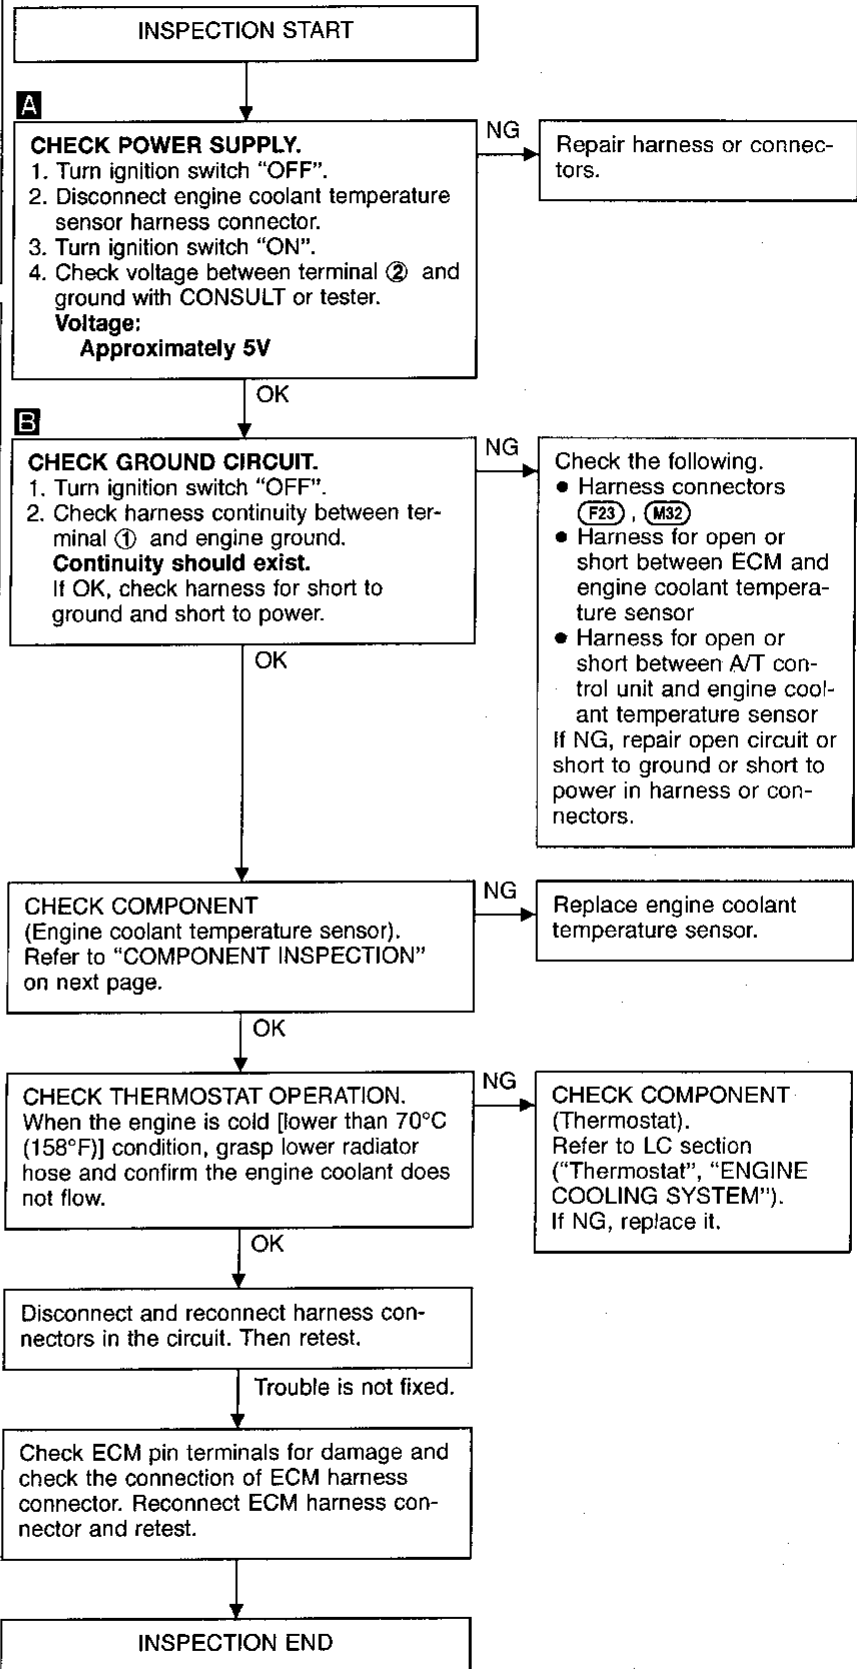 INSPECTION START
A
CHECK POWER SUPPLY.
1. Turn ignition switch “OFF”.
2. Disconnect engine coolant temperature
sensor harness connector.
3. Turn ignition switch “ON”.
4. Check voltage between terminal ② and
ground with CONSULT or tester.
Voltage:
Approximately 5V
NG
Repair harness or connec-
tors.
OK
B
CHECK GROUND CIRCUIT.
1. Turn ignition switch “OFF”.
2. Check harness continuity between ter-
minal ① and engine ground.
Continuity should exist.
If OK, check harness for short to
ground and short to power.
NG
Check the following.
● Harness connectors
F23 , M32
● Harness for open or
short between ECM and
engine coolant tempera-
ture sensor
● Harness for open or
short between A/T con-
trol unit and engine cool-
ant temperature sensor
If NG, repair open circuit or
short to ground or short to
power in harness or con-
nectors.
OK
CHECK COMPONENT
(Engine coolant temperature sensor).
Refer to “COMPONENT INSPECTION”
on next page.
NG
Replace engine coolant
temperature sensor.
OK
CHECK THERMOSTAT OPERATION.
When the engine is cold [lower than 70°C
(158°F)] condition, grasp lower radiator
hose and confirm the engine coolant does
not flow.
NG
CHECK COMPONENT
(Thermostat).
Refer to LC section
(“Thermostat”, “ENGINE
COOLING SYSTEM”).
If NG, replace it.
OK
Disconnect and reconnect harness con-
nectors in the circuit. Then retest.
Trouble is not fixed.
Check ECM pin terminals for damage and
check the connection of ECM harness
connector. Reconnect ECM harness con-
nector and retest.
INSPECTION END